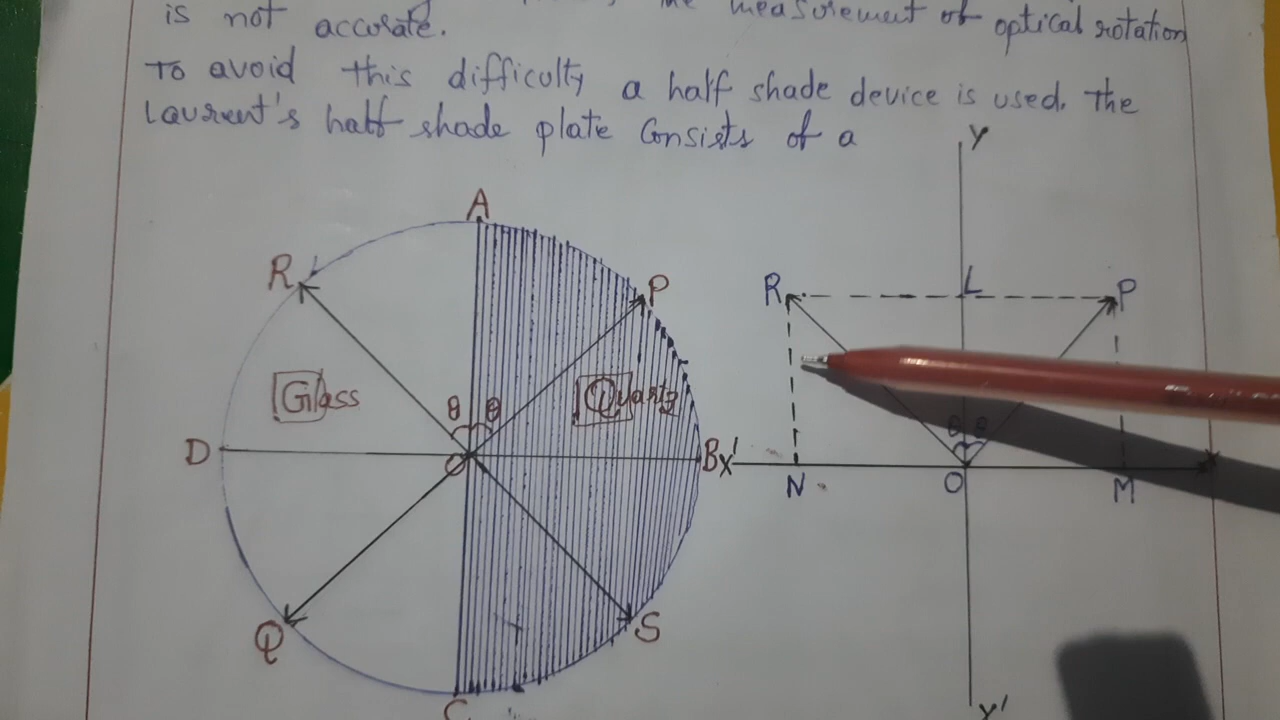 is not accurate. the measurement of optical rotation
To avoid this difficulty a half shade device is used. The
Laurent's half shade plate consists of a
A
R
P
Glass
Quartz
θ θ
D
O
B
Q
S
C
Y
R
L
P
θ θ
X'
N
O
M
X
Y'